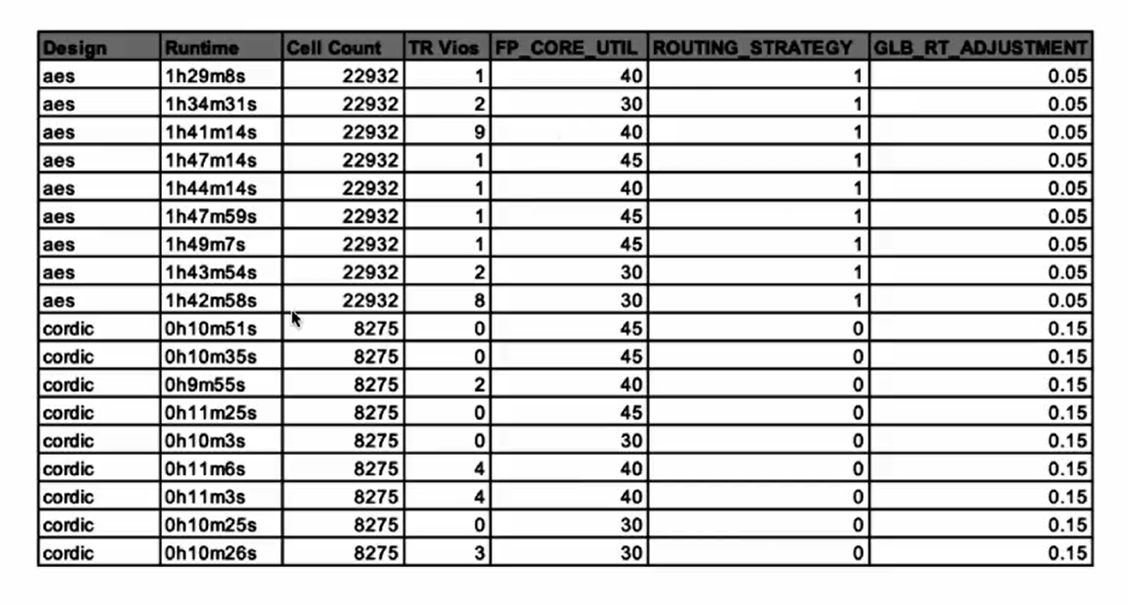 Design Runtime Cell Count TR Vios FP_CORE_UTIL ROUTING_STRATEGY GLB_RT_ADJUSTMENT
aes 1h29m8s 22932 1 40 1 0.05
aes 1h34m31s 22932 2 30 1 0.05
aes 1h41m14s 22932 9 40 1 0.05
aes 1h47m14s 22932 1 45 1 0.05
aes 1h44m14s 22932 1 40 1 0.05
aes 1h47m59s 22932 1 45 1 0.05
aes 1h49m7s 22932 1 45 1 0.05
aes 1h43m54s 22932 2 30 1 0.05
aes 1h42m58s 22932 8 30 1 0.05
cordic 0h10m51s 8275 0 45 0 0.15
cordic 0h10m35s 8275 0 45 0 0.15
cordic 0h9m55s 8275 2 40 0 0.15
cordic 0h11m25s 8275 0 45 0 0.15
cordic 0h10m3s 8275 0 30 0 0.15
cordic 0h11m6s 8275 4 40 0 0.15
cordic 0h11m3s 8275 4 40 0 0.15
cordic 0h10m25s 8275 0 30 0 0.15
cordic 0h10m26s 8275 3 30 0 0.15